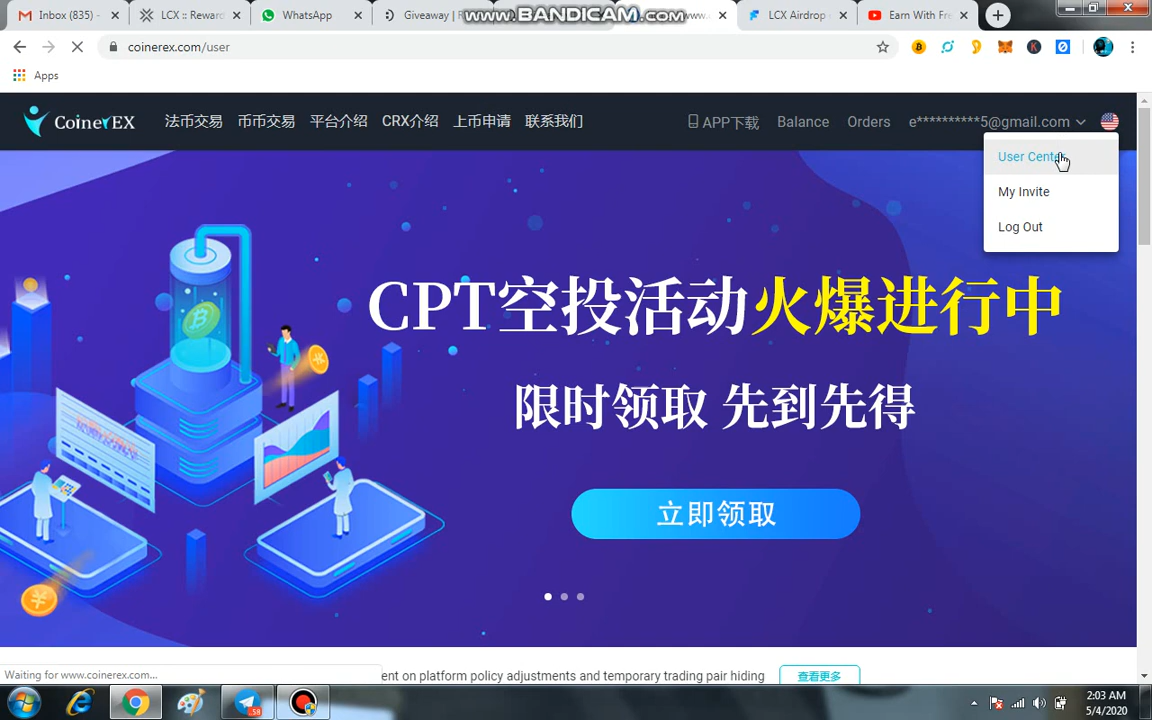 Inbox (835) -
LCX :: Reward
WhatsApp
Giveaway | R
www.BANDICAM.com
LCX Airdrop
Earn With Fre
coinerex.com/user
Apps
CoinerEX 法币交易 币币交易 平台介绍 CRX介绍 上币申请 联系我们 APP下载 Balance Orders e**********5@gmail.com
User Center
My Invite
Log Out
CPT空投活动火爆进行中
限时领取 先到先得
立即领取
Waiting for www.coinerex.com...
ent on platform policy adjustments and temporary trading pair hiding 查看更多
58
2:03 AM
5/4/2020